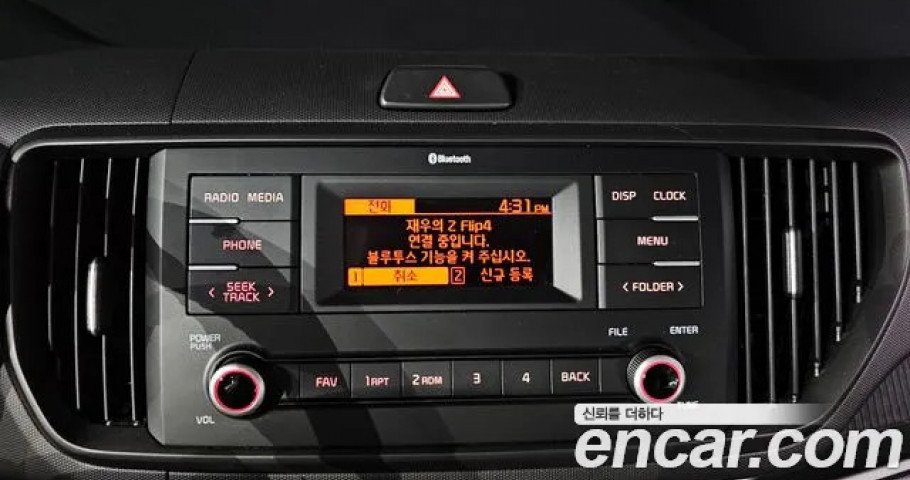 Bluetooth
RADIO MEDIA
PHONE
< SEEK TRACK >
전화 4:31 PM
재우의 Z Flip4
연결 중입니다.
블루투스 기능을 켜 주십시오.
1 취소 2 신규 등록
DISP CLOCK
MENU
< FOLDER >
POWER
PUSH
VOL
FAV 1 RPT 2 RDM 3 4 BACK
FILE ENTER
TUNE
신뢰를 더하다
encar.com